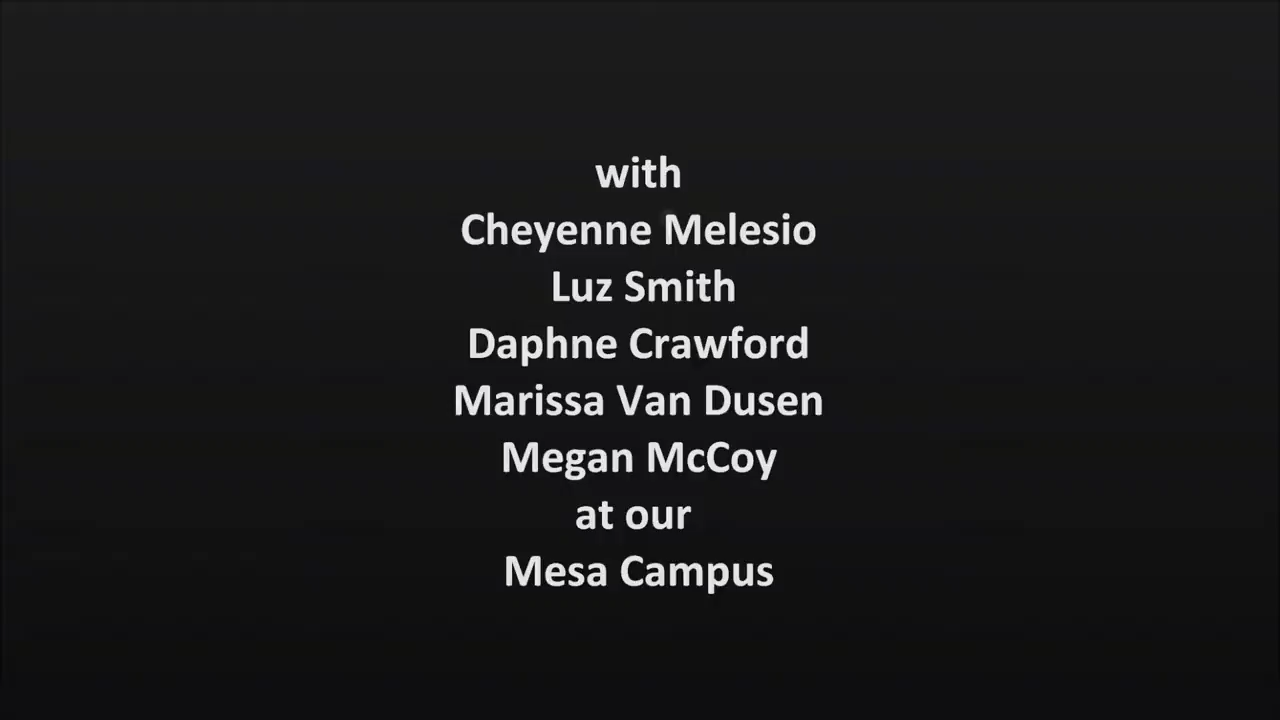 with
Cheyenne Melesio
Luz Smith
Daphne Crawford
Marissa Van Dusen
Megan McCoy
at our
Mesa Campus